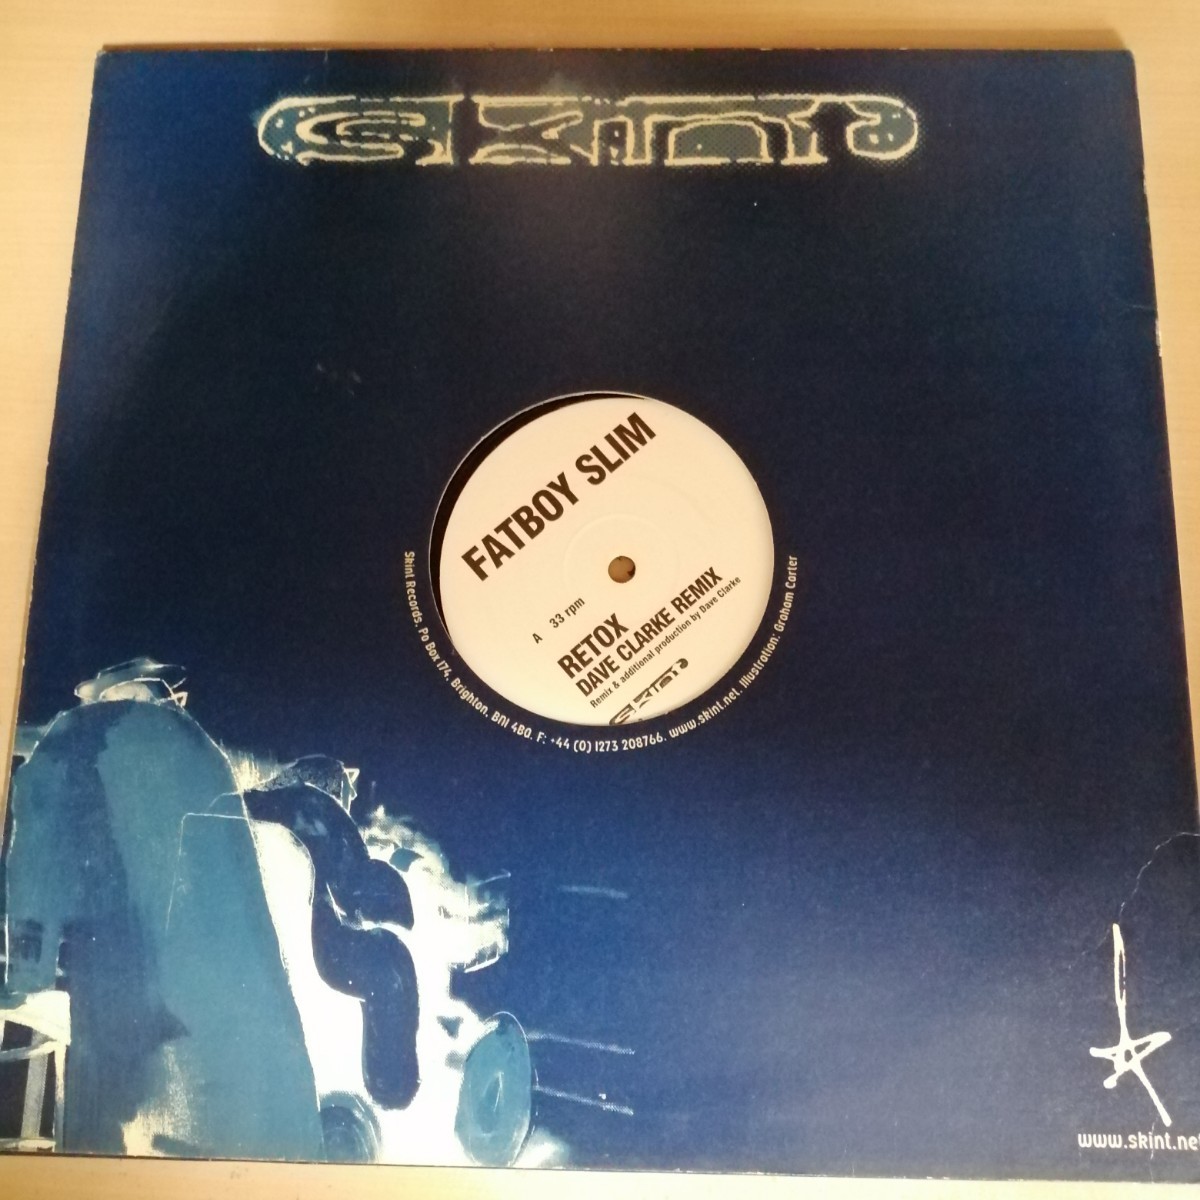 Skint
FATBOY SLIM
A 33 rpm
RETOX
DAVE CLARKE REMIX
Remix & additional production by Dave Clarke
Skint
Skint Records. Po Box 174. Brighton. BN1 4BQ. F: +44 (0) 1273 208766. www.skint.net. Illustration: Graham Carter
www.skint.net